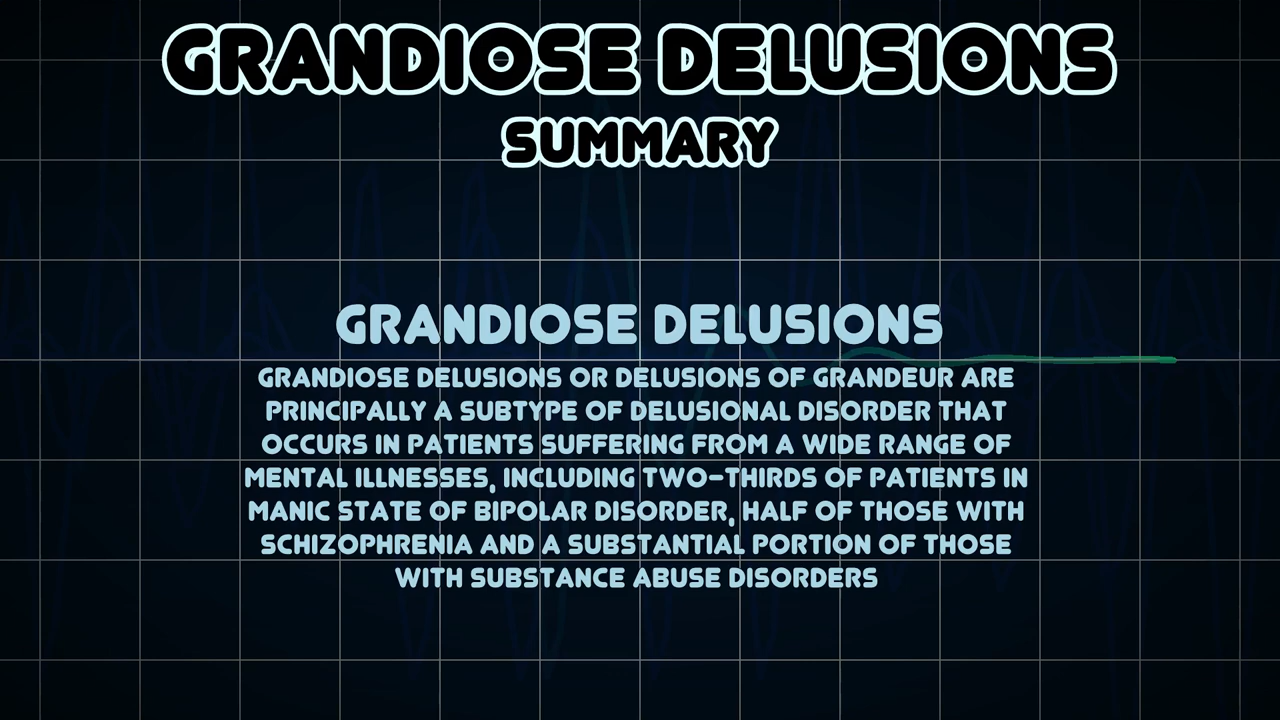 GRANDIOSE DELUSIONS
SUMMARY
GRANDIOSE DELUSIONS
GRANDIOSE DELUSIONS OR DELUSIONS OF GRANDEUR ARE
PRINCIPALLY A SUBTYPE OF DELUSIONAL DISORDER THAT
OCCURS IN PATIENTS SUFFERING FROM A WIDE RANGE OF
MENTAL ILLNESSES, INCLUDING TWO-THIRDS OF PATIENTS IN
MANIC STATE OF BIPOLAR DISORDER, HALF OF THOSE WITH
SCHIZOPHRENIA AND A SUBSTANTIAL PORTION OF THOSE
WITH SUBSTANCE ABUSE DISORDERS